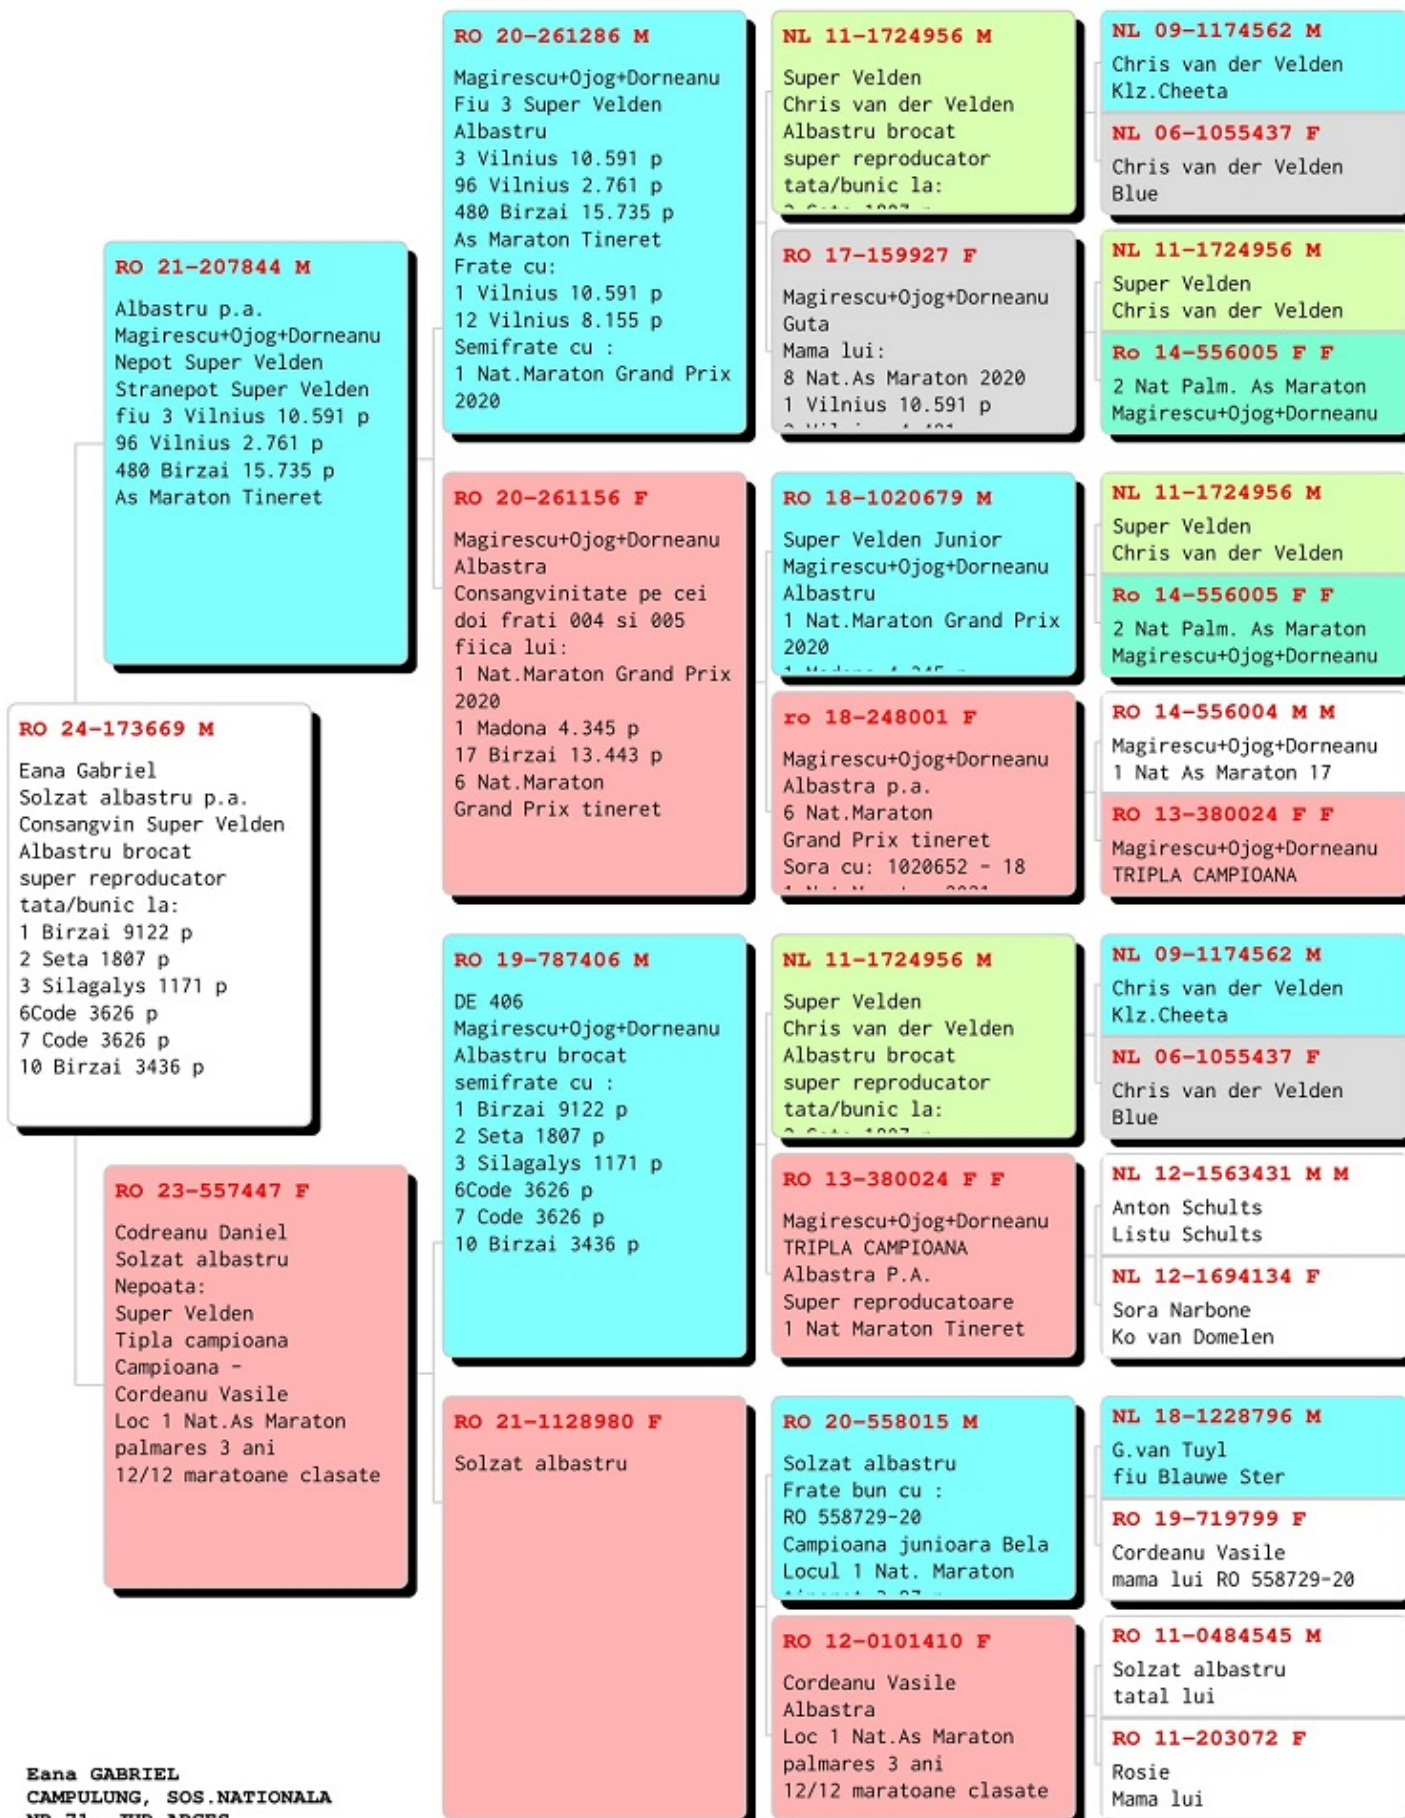 RO 24-173669 M
Eana Gabriel
Solzat albastru p.a.
Consangvin Super Velden
Albastru brocat
super reproducator
tata/bunic la:
1 Birzai 9122 p
2 Seta 1807 p
3 Silagalys 1171 p
6Code 3626 p
7 Code 3626 p
10 Birzai 3436 p
RO 21-207844 M
Albastru p.a.
Magirescu+Ojog+Dorneanu
Nepot Super Velden
Stranepot Super Velden
fiu 3 Vilnius 10.591 p
96 Vilnius 2.761 p
480 Birzai 15.735 p
As Maraton Tineret
RO 23-557447 F
Codreanu Daniel
Solzat albastru
Nepoata:
Super Velden
Tipla campioana
Campioana -
Cordeanu Vasile
Loc 1 Nat.As Maraton
palmares 3 ani
12/12 maratoane clasate
RO 20-261286 M
Magirescu+Ojog+Dorneanu
Fiu 3 Super Velden
Albastru
3 Vilnius 10.591 p
96 Vilnius 2.761 p
480 Birzai 15.735 p
As Maraton Tineret
Frate cu:
1 Vilnius 10.591 p
12 Vilnius 8.155 p
Semifrate cu :
1 Nat.Maraton Grand Prix
2020
RO 20-261156 F
Magirescu+Ojog+Dorneanu
Albastra
Consangvinitate pe cei
doi frati 004 si 005
fiica lui:
1 Nat.Maraton Grand Prix
2020
1 Madona 4.345 p
17 Birzai 13.443 p
6 Nat.Maraton
Grand Prix tineret
RO 19-787406 M
DE 406
Magirescu+Ojog+Dorneanu
Albastru brocat
semifrate cu :
1 Birzai 9122 p
2 Seta 1807 p
3 Silagalys 1171 p
6Code 3626 p
7 Code 3626 p
10 Birzai 3436 p
RO 21-1128980 F
Solzat albastru
NL 11-1724956 M
Super Velden
Chris van der Velden
Albastru brocat
super reproducator
tata/bunic la:
RO 17-159927 F
Magirescu+Ojog+Dorneanu
Guta
Mama lui:
8 Nat.As Maraton 2020
1 Vilnius 10.591 p
RO 18-1020679 M
Super Velden Junior
Magirescu+Ojog+Dorneanu
Albastru
1 Nat.Maraton Grand Prix
2020
ro 18-248001 F
Magirescu+Ojog+Dorneanu
Albastra p.a.
6 Nat.Maraton
Grand Prix tineret
Sora cu: 1020652 - 18
NL 11-1724956 M
Super Velden
Chris van der Velden
Albastru brocat
super reproducator
tata/bunic la:
RO 13-380024 F F
Magirescu+Ojog+Dorneanu
TRIPLA CAMPIOANA
Albastra P.A.
Super reproducatoare
1 Nat Maraton Tineret
RO 20-558015 M
Solzat albastru
Frate bun cu :
RO 558729-20
Campioana junioara Bela
Locul 1 Nat. Maraton
RO 12-0101410 F
Cordeanu Vasile
Albastra
Loc 1 Nat.As Maraton
palmares 3 ani
12/12 maratoane clasate
NL 09-1174562 M
Chris van der Velden
Klz.Cheeta
NL 06-1055437 F
Chris van der Velden
Blue
NL 11-1724956 M
Super Velden
Chris van der Velden
Ro 14-556005 F F
2 Nat Palm. As Maraton
Magirescu+Ojog+Dorneanu
NL 11-1724956 M
Super Velden
Chris van der Velden
Ro 14-556005 F F
2 Nat Palm. As Maraton
Magirescu+Ojog+Dorneanu
RO 14-556004 M M
Magirescu+Ojog+Dorneanu
1 Nat As Maraton 17
RO 13-380024 F F
Magirescu+Ojog+Dorneanu
TRIPLA CAMPIOANA
NL 09-1174562 M
Chris van der Velden
Klz.Cheeta
NL 06-1055437 F
Chris van der Velden
Blue
NL 12-1563431 M M
Anton Schults
Listu Schults
NL 12-1694134 F
Sora Narbone
Ko van Domelen
NL 18-1228796 M
G.van Tuyl
fiu Blauwe Ster
RO 19-719799 F
Cordeanu Vasile
mama lui RO 558729-20
RO 11-0484545 M
Solzat albastru
tatal lui
RO 11-203072 F
Rosie
Mama lui
Eana GABRIEL
CAMPULUNG, SOS.NATIONALA